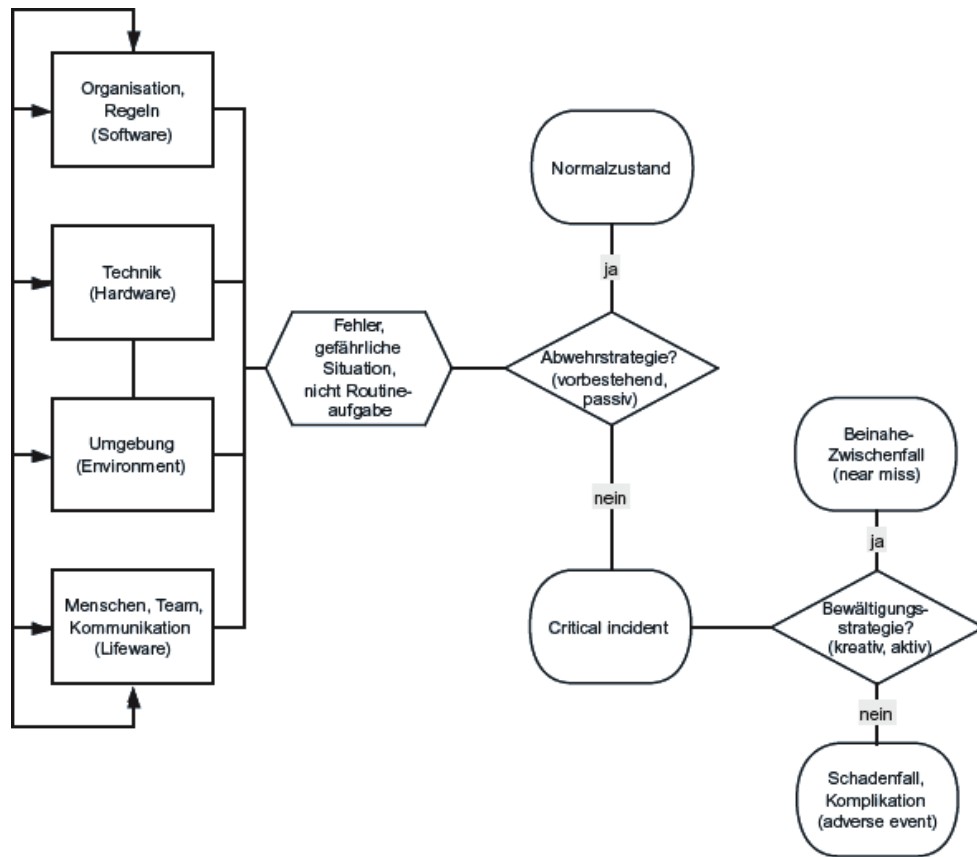 Organisation,
Regeln
(Software)
Technik
(Hardware)
Umgebung
(Environment)
Menschen, Team,
Kommunikation
(Lifeware)
Fehler,
gefährliche
Situation,
nicht Routine-
aufgabe
Normalzustand
ja
Abwehrstrategie?
(vorbestehend,
passiv)
nein
Critical incident
Beinahe-
Zwischenfall
(near miss)
ja
Bewältigungs-
strategie?
(kreativ, aktiv)
nein
Schadenfall,
Komplikation
(adverse event)